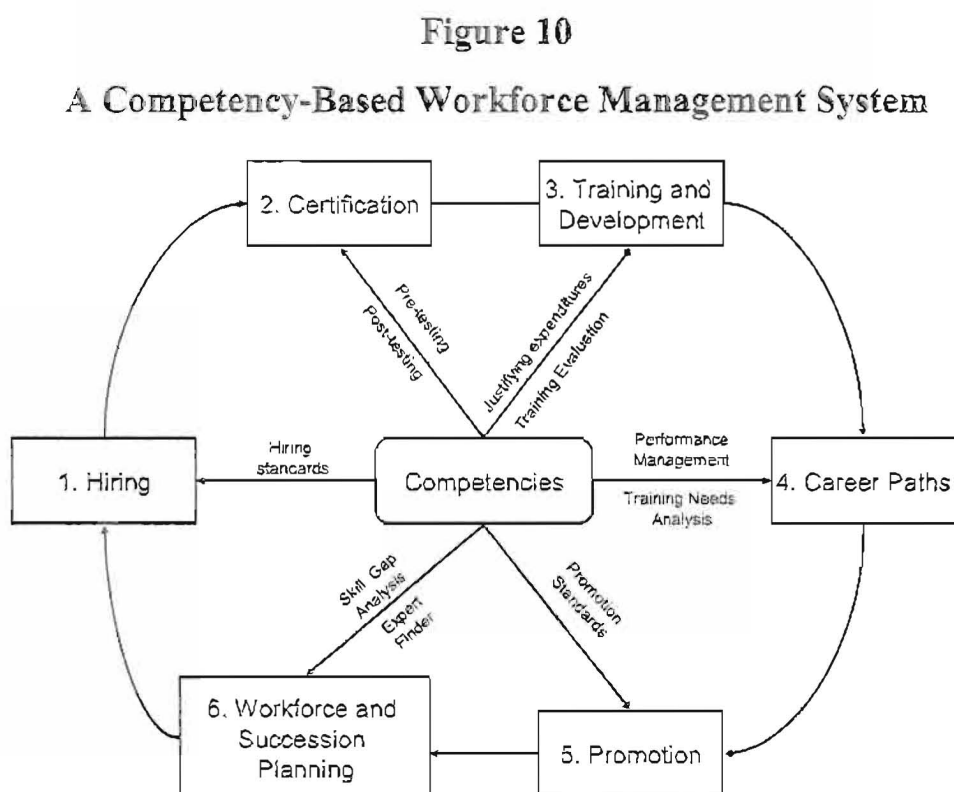 Figure 10
A Competency-Based Workforce Management System
2. Certification
3. Training and
Development
Pre-testing
Post-testing
Justifying expenditures
Training Evaluation
1. Hiring
Hiring
stancards
Competencies
Performance
Management
Training Needs
Analysis
4. Career Paths
Skill Gap
Analysis
Expert
Finder
Promotion
Standards
6. Workforce and
Succession
Planning
5. Promotion